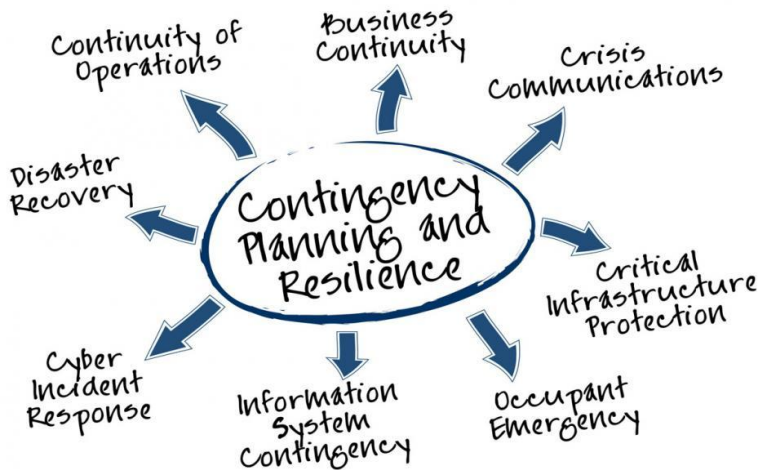 Continuity of
Operations
Business
Continuity
Crisis
Communications
Disaster
Recovery
Contingency
Planning and
Resilience
Critical
Infrastructure
Protection
Cyber
Incident
Response
Information
System
Contingency
Occupant
Emergency